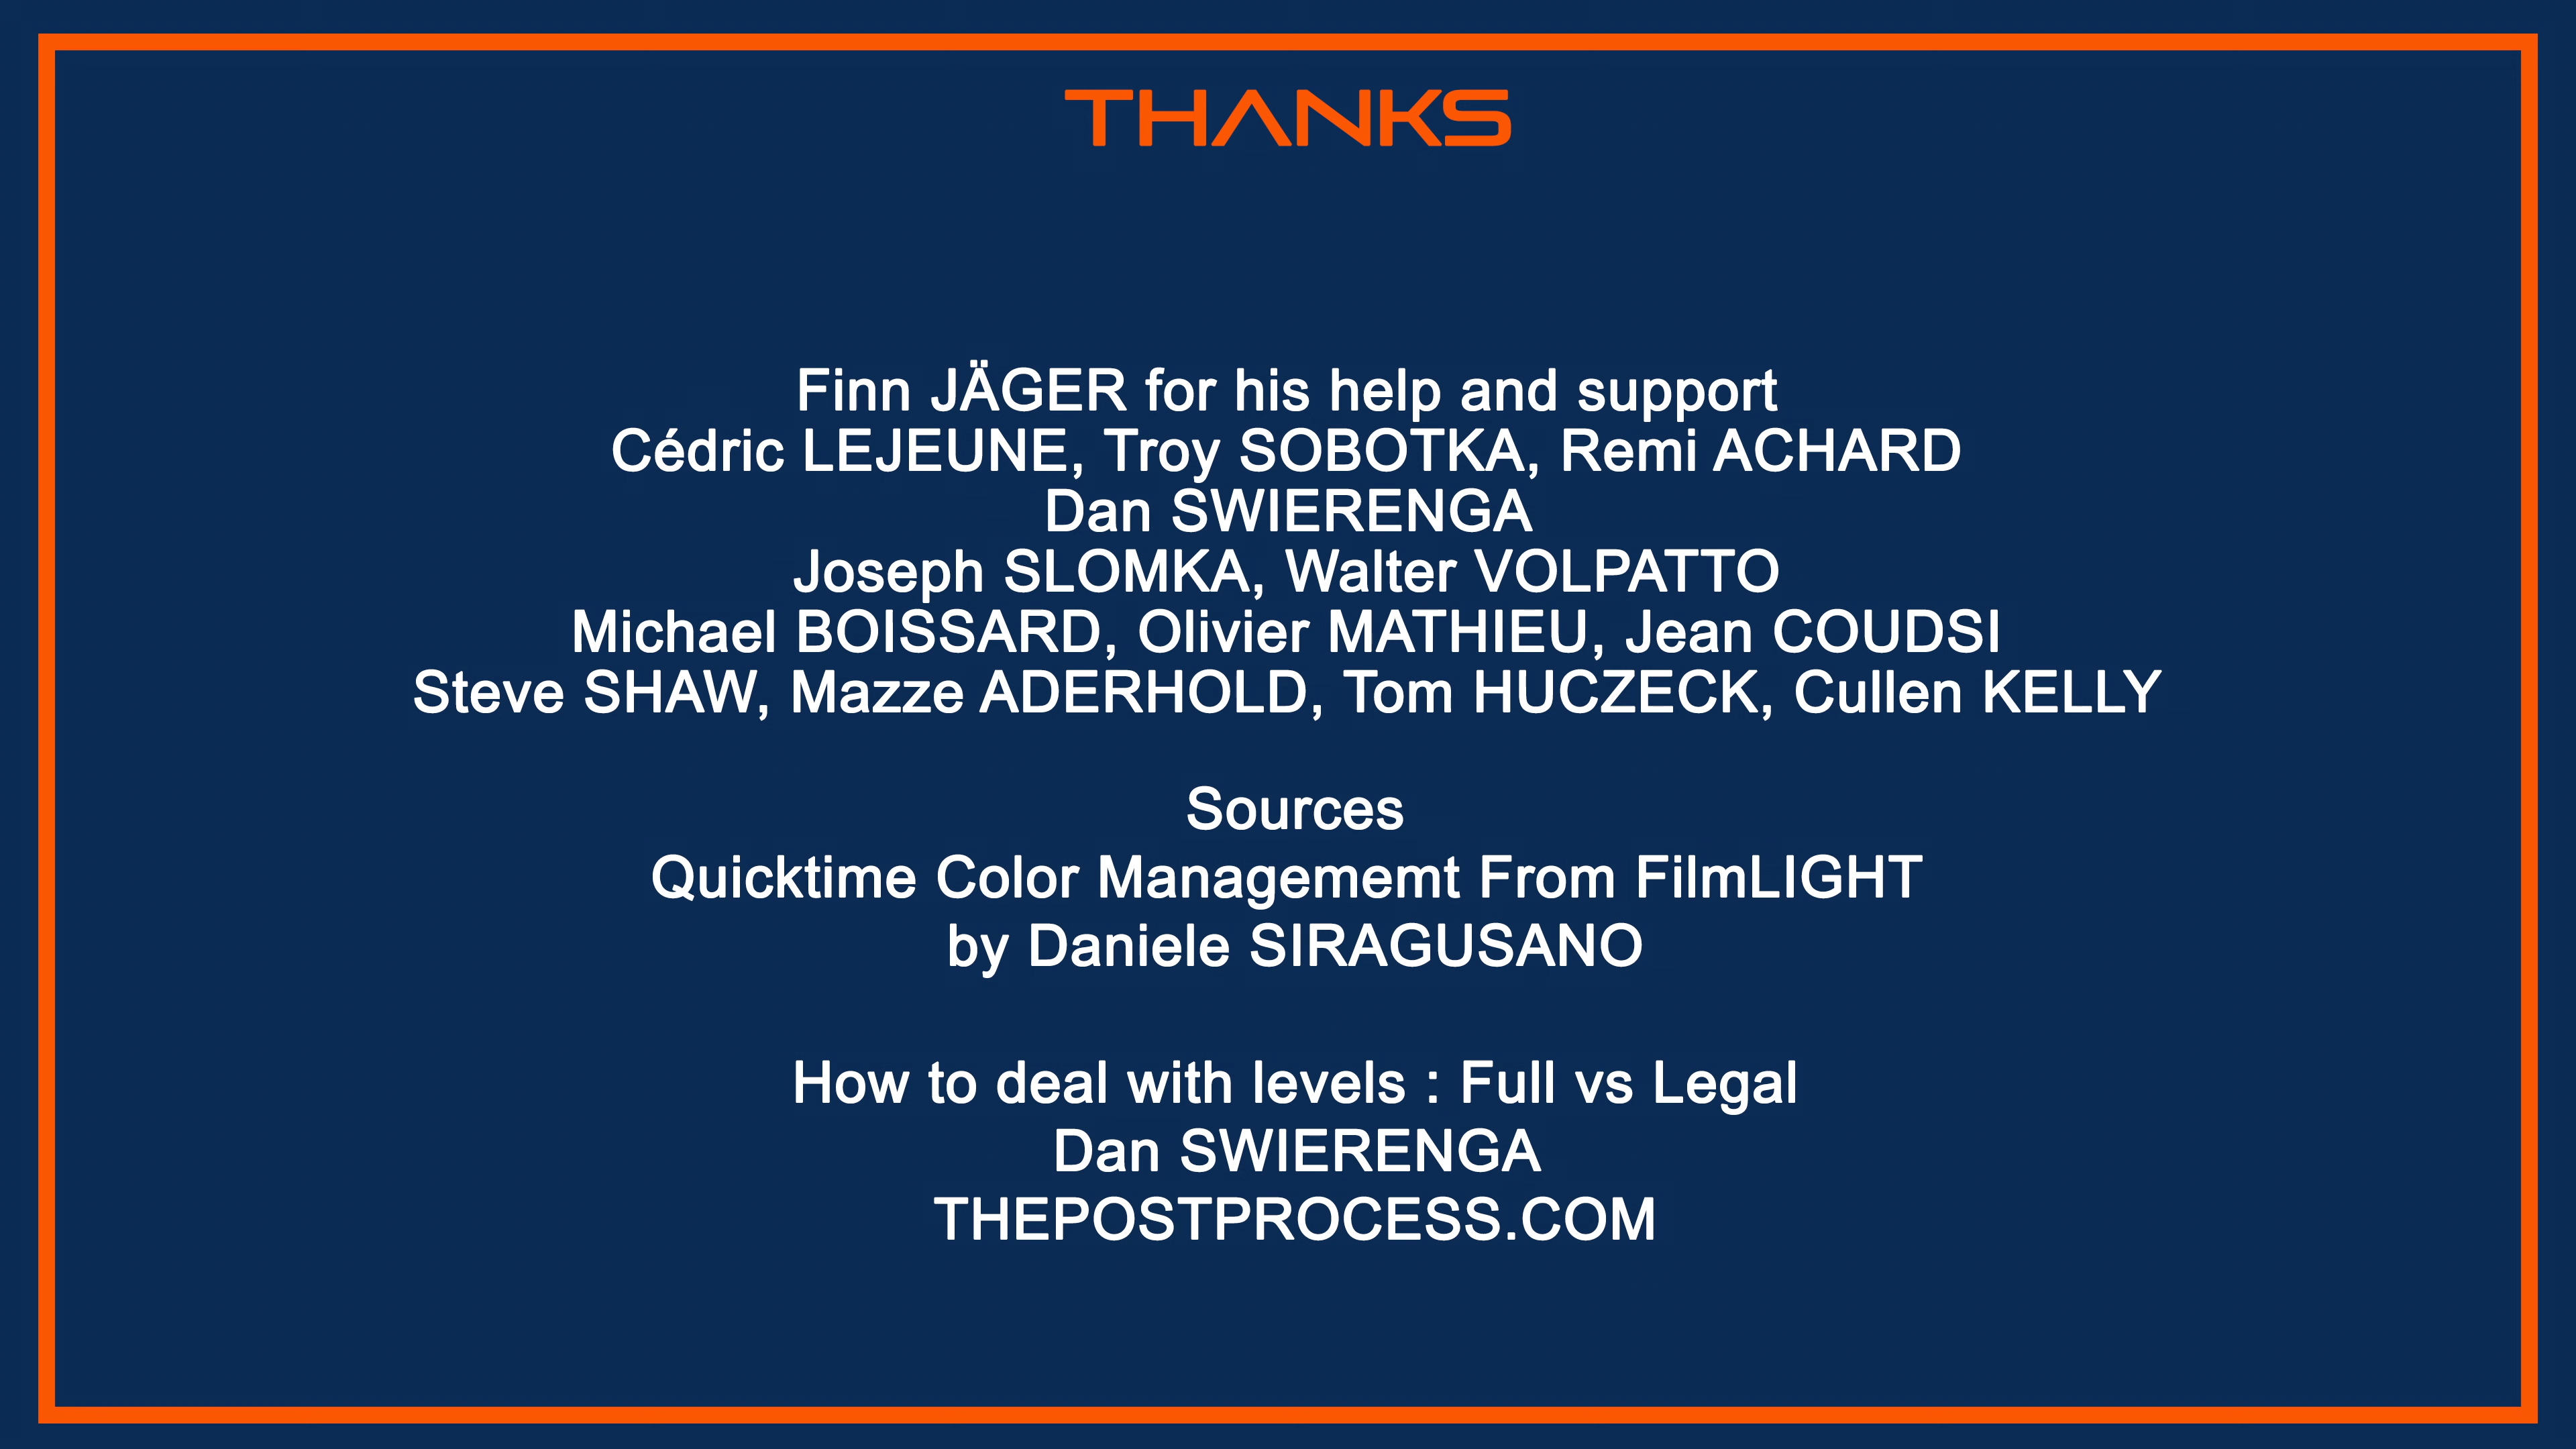 THANKS
Finn JÄGER for his help and support
Cédric LEJEUNE, Troy SOBOTKA, Remi ACHARD
Dan SWIERENGA
Joseph SLOMKA, Walter VOLPATTO
Michael BOISSARD, Olivier MATHIEU, Jean COUDSI
Steve SHAW, Mazze ADERHOLD, Tom HUCZECK, Cullen KELLY
Sources
Quicktime Color Managememt From FilmLIGHT
by Daniele SIRAGUSANO
How to deal with levels : Full vs Legal
Dan SWIERENGA
THEPOSTPROCESS.COM